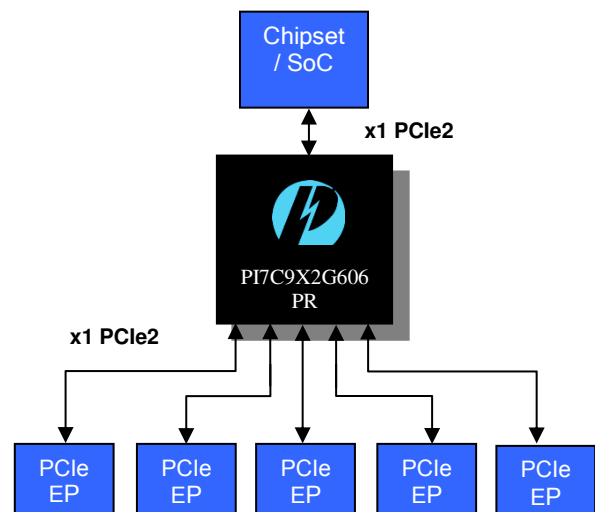 Chipset
/ SoC
x1 PCIe2
PI7C9X2G606
PR
x1 PCIe2
PCIe
EP
PCIe
EP
PCIe
EP
PCIe
EP
PCIe
EP